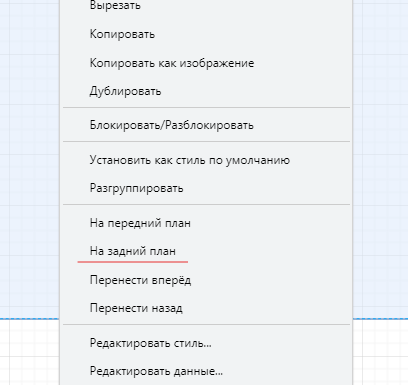 Вырезать
Копировать
Копировать как изображение
Дублировать
Блокировать/Разблокировать
Установить как стиль по умолчанию
Разгруппировать
На передний план
На задний план
Перенести вперёд
Перенести назад
Редактировать стиль...
Редактировать данные...